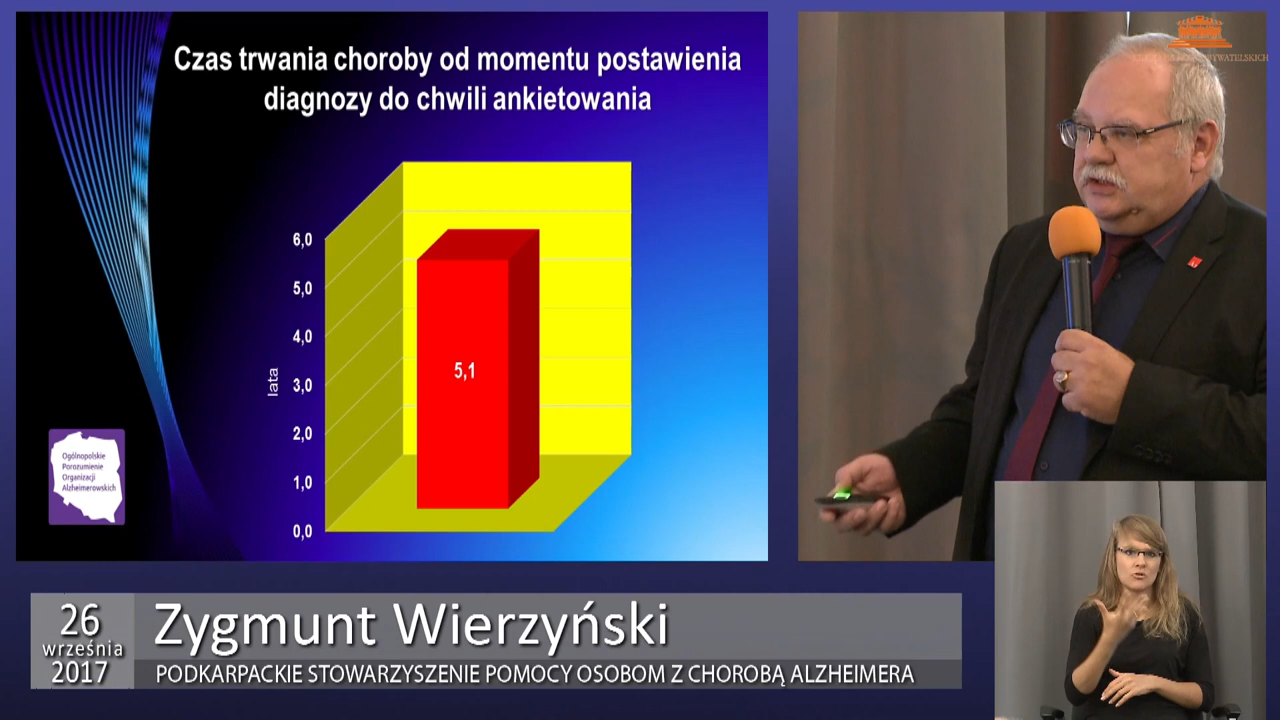 Czas trwania choroby od momentu postawienia
diagnozy do chwili ankietowania
6,0
5,0
4,0
3,0
2,0
1,0
0,0
lata
5,1
Ogólnopolskie
Porozumienie
Organizacji
Alzheimerowskich
26
września
2017
Zygmunt Wierzyński
PODKARPACKIE STOWARZYSZENIE POMOCY OSOBOM Z CHOROBĄ ALZHEIMERA